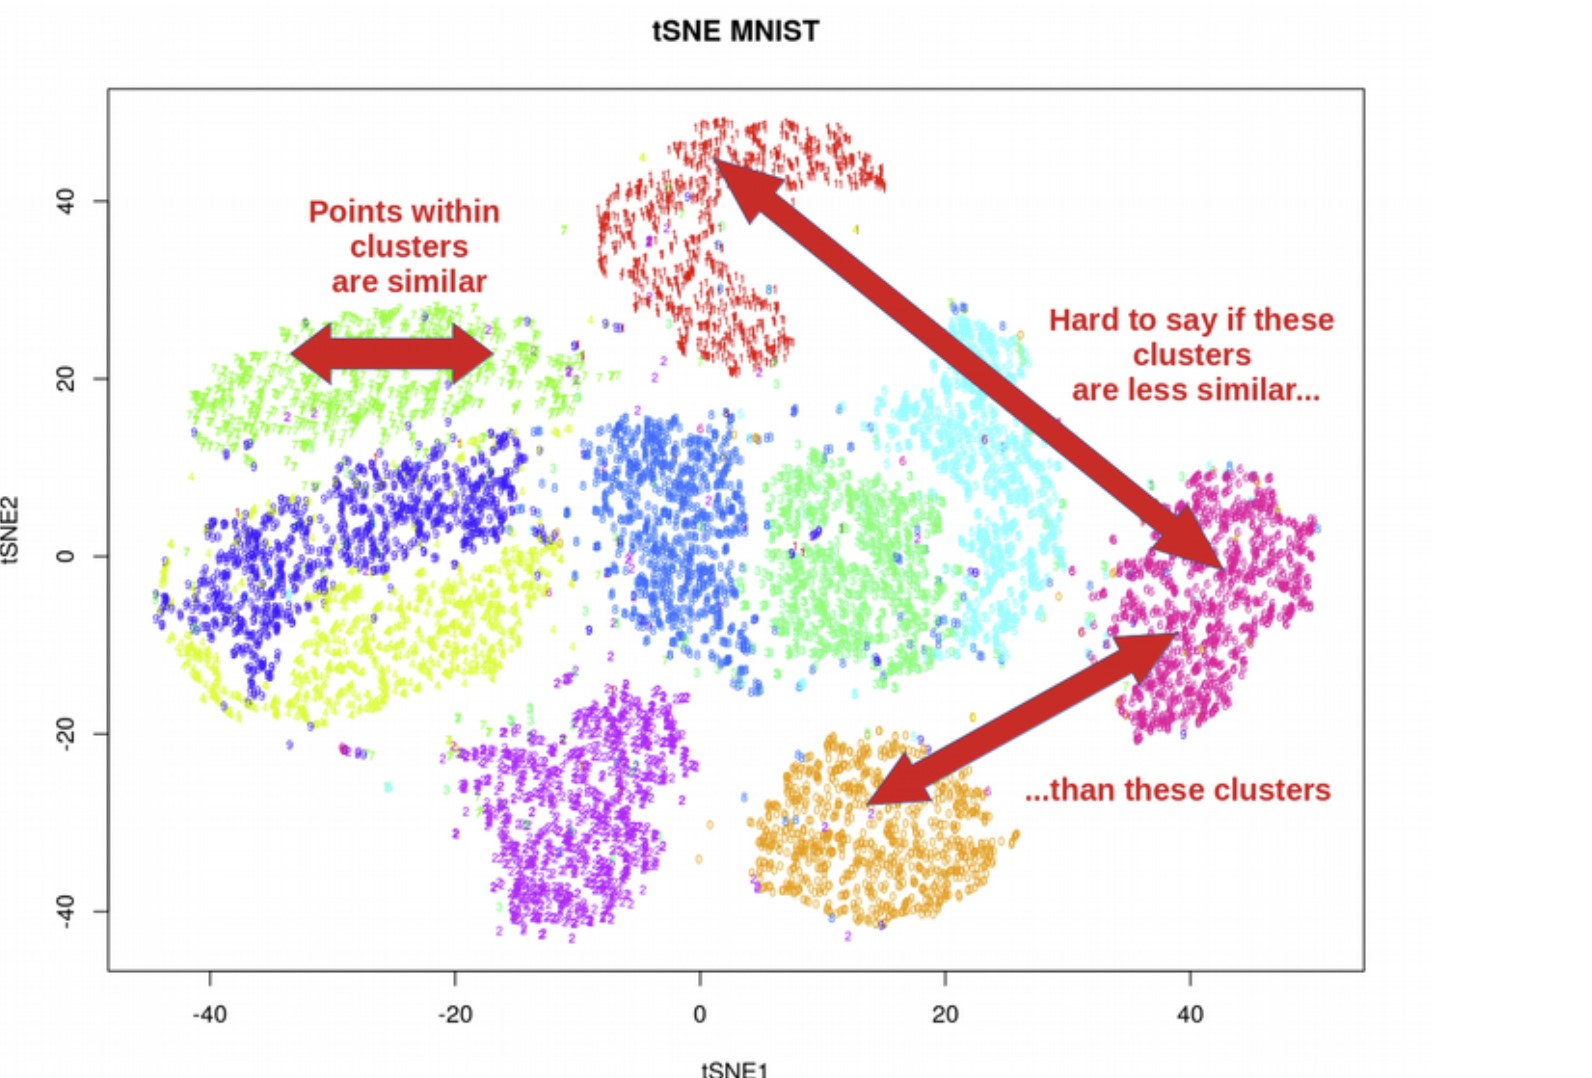 tSNE MNIST
Points within
clusters
are similar
Hard to say if these
clusters
are less similar...
...than these clusters
tSNE2
40
20
0
-20
-40
-40
-20
0
20
40
tSNE1